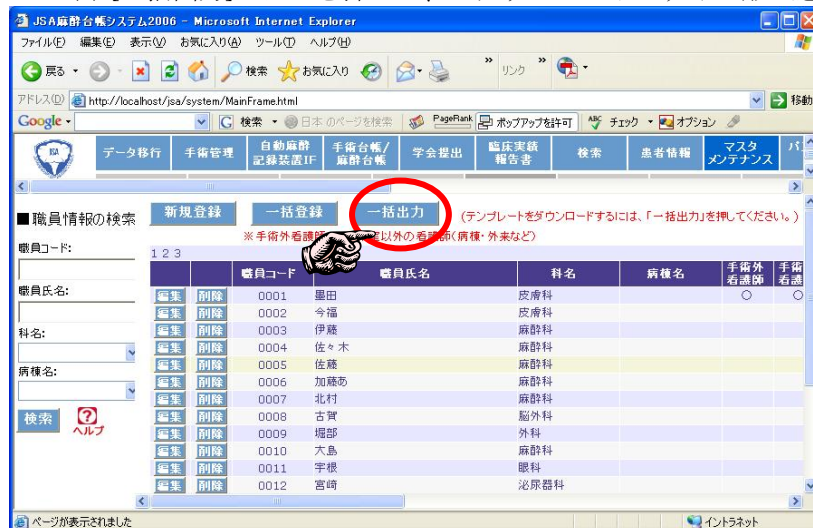 JSA麻酔台帳システム2006 - Microsoft Internet Explorer
ファイル(F) 編集(E) 表示(V) お気に入り(A) ツール(T) ヘルプ(H)
戻る 検索 お気に入り » リンク »
アドレス(D) http://localhost/jsa/system/MainFrame.html 移動
Google 検索 日本 のページを検索 PageRank ポップアップを許可 ABC チェック オプション
JSA データ移行 手術管理 自動麻酔記録装置IF 手術台帳/麻酔台帳 学会提出 臨床実績報告書 検索 患者情報 マスタメンテナンス パ
■職員情報の検索 新規登録 一括登録 一括出力 (テンプレートをダウンロードするには、「一括出力」を押してください。)
※手術外看護師 以外の看護師(病棟・外来など)
職員コード:
職員氏名:
科名:
病棟名:
検索 ? ヘルプ
1 2 3
職員コード 職員氏名 科名 病棟名 手術外看護師 手術看護
編集 削除 0001 墨田 皮膚科 ○ ○
編集 削除 0002 今福 皮膚科
編集 削除 0003 伊藤 麻酔科
編集 削除 0004 佐々木 麻酔科
編集 削除 0005 佐藤 麻酔科
編集 削除 0006 加藤あ 麻酔科
編集 削除 0007 北村 麻酔科
編集 削除 0008 古賀 脳外科
編集 削除 0009 堀部 外科
編集 削除 0010 大島 麻酔科
編集 削除 0011 宇根 眼科
編集 削除 0012 宮崎 泌尿器科
ページが表示されました イントラネット